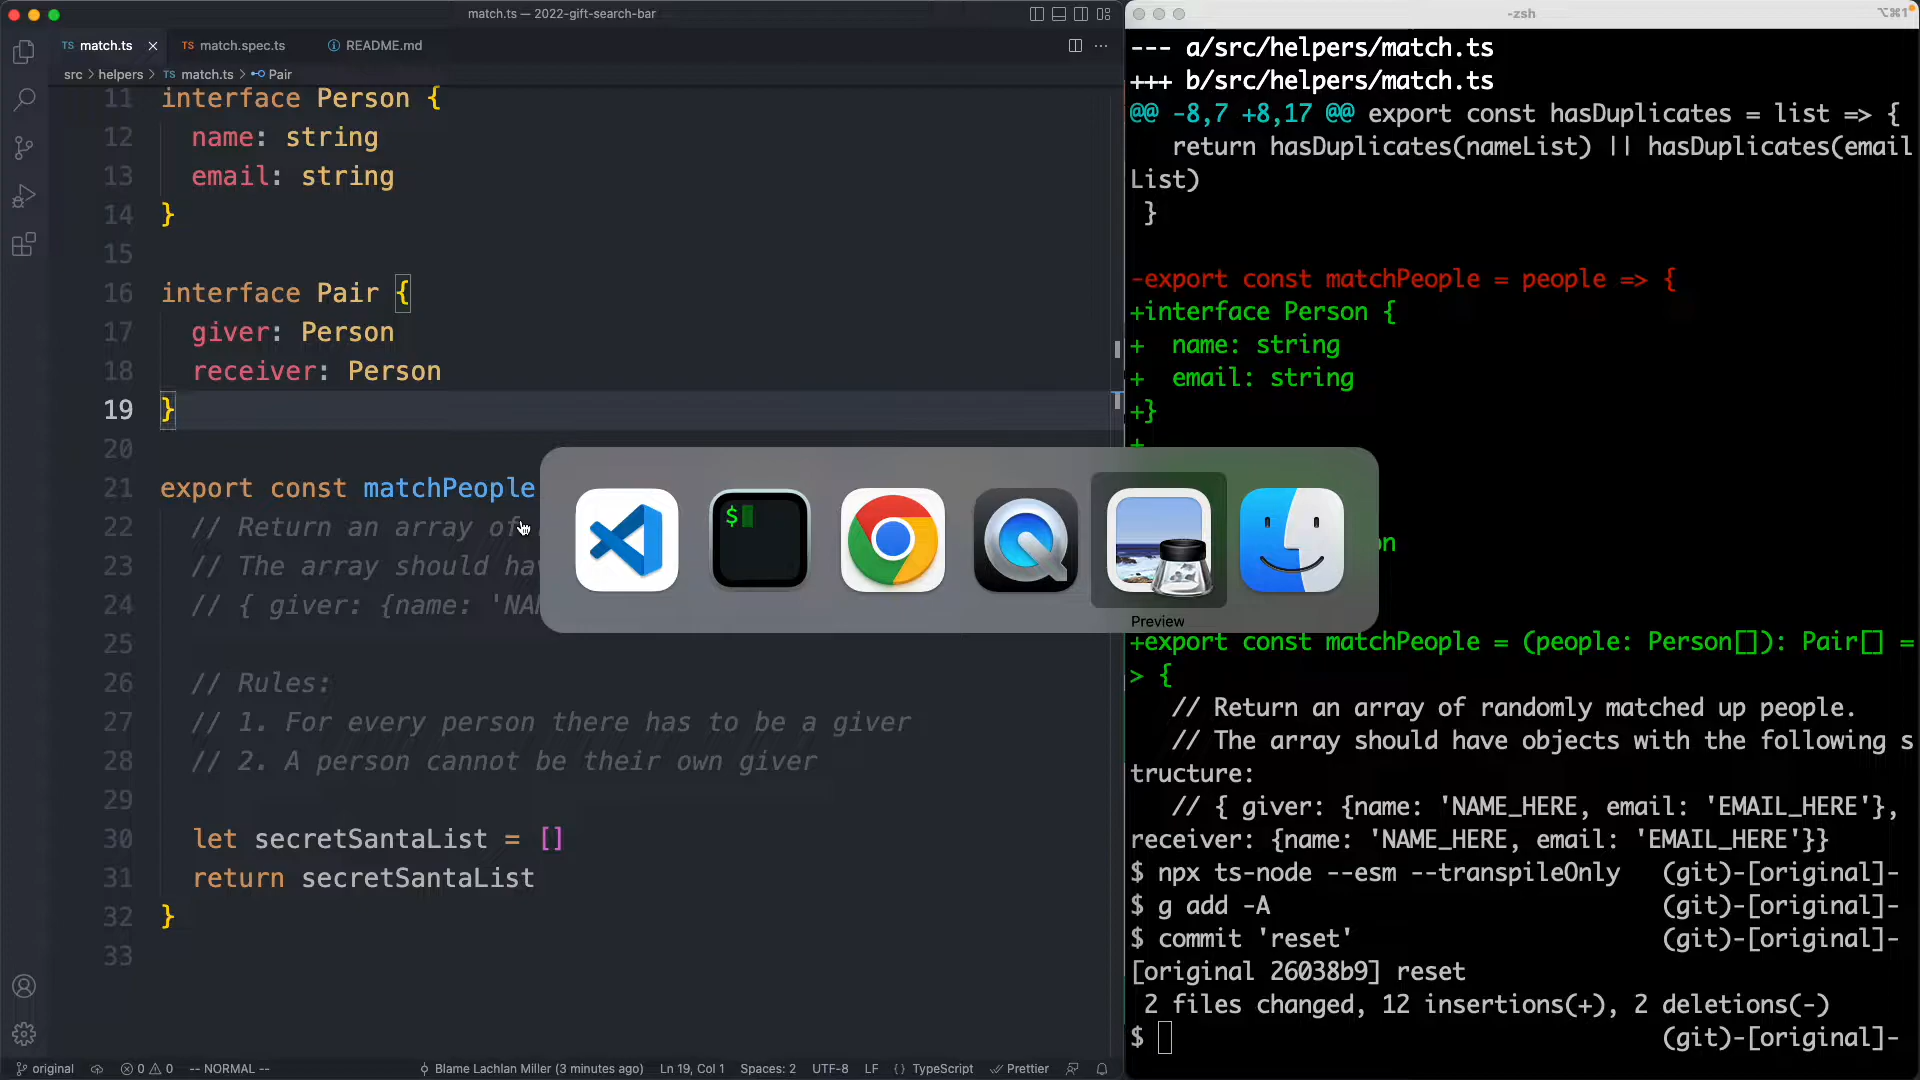 match.ts — 2022-gift-search-bar
TS match.ts
TS match.spec.ts
README.md
src > helpers > TS match.ts > Pair
11 interface Person {
12 name: string
13 email: string
14 }
15
16 interface Pair {
17 giver: Person
18 receiver: Person
19 }
20
21 export const matchPeople
22 // Return an array of
23 // The array should ha
24 // { giver: {name: 'NA
25
26 // Rules:
27 // 1. For every person there has to be a giver
28 // 2. A person cannot be their own giver
29
30 let secretSantaList = []
31 return secretSantaList
32 }
33
original
0 0
-- NORMAL --
Blame Lachlan Miller (3 minutes ago)
Ln 19, Col 1
Spaces: 2
UTF-8
LF
{ } TypeScript
Prettier
$
Preview
-zsh
⌥⌘1
--- a/src/helpers/match.ts
+++ b/src/helpers/match.ts
@@ -8,7 +8,17 @@ export const hasDuplicates = list => {
return hasDuplicates(nameList) || hasDuplicates(email
List)
}
-export const matchPeople = people => {
+interface Person {
+ name: string
+ email: string
+}
+
on
+export const matchPeople = (people: Person[]): Pair[] =
> {
// Return an array of randomly matched up people.
// The array should have objects with the following s
tructure:
// { giver: {name: 'NAME_HERE, email: 'EMAIL_HERE'},
receiver: {name: 'NAME_HERE, email: 'EMAIL_HERE'}}
$ npx ts-node --esm --transpileOnly (git)-[original]-
$ g add -A (git)-[original]-
$ commit 'reset' (git)-[original]-
[original 26038b9] reset
2 files changed, 12 insertions(+), 2 deletions(-)
$ (git)-[original]-